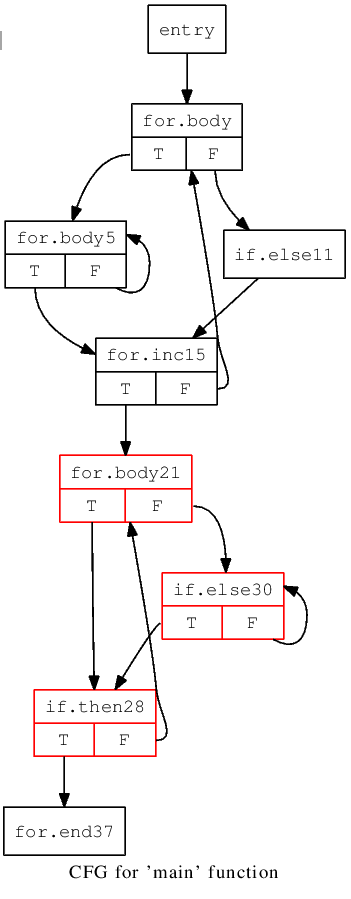 entry
for.body
T F
for.body5
T F
if.else11
for.inc15
T F
for.body21
T F
if.else30
T F
if.then28
T F
for.end37
CFG for 'main' function